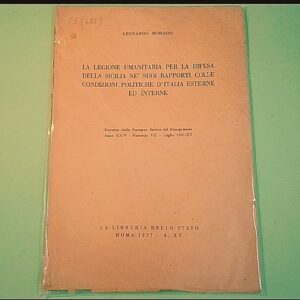 LEONARDO MORDINI
LA LEGIONE UMANITARIA PER LA DIFESA
DELLA SICILIA NE' SUOI RAPPORTI COLLE
CONDIZIONI POLITICHE D'ITALIA ESTERNE
ED INTERNE
Estratto dalla Rassegna Storica del Risorgimento
Anno XXIV - Fascicolo VII - Luglio 1937-XV
LA LIBRERIA DELLO STATO
ROMA 1937 - A. XV